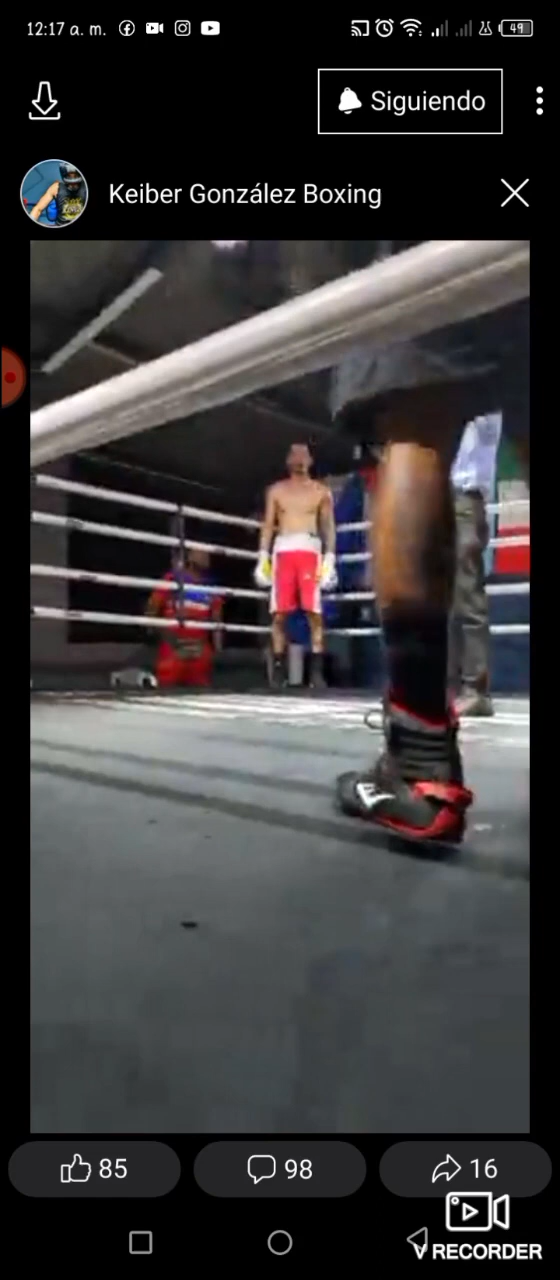 12:17 a. m.
49
Siguiendo
Keiber González Boxing
85
98
16
V RECORDER